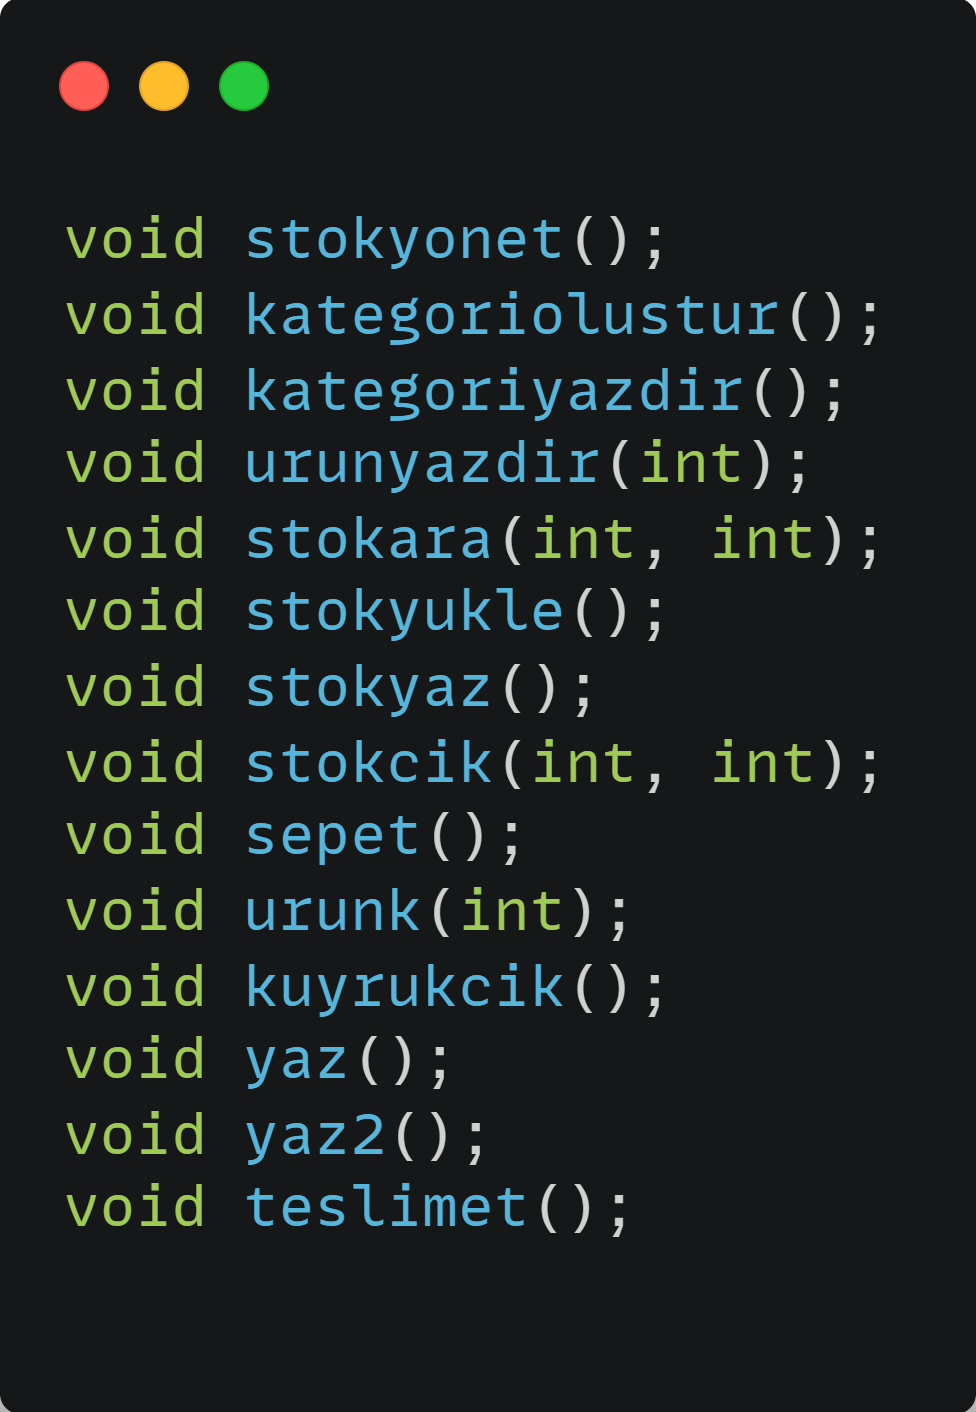 void stokyonet();
void kategoriolustur();
void kategoriyazdir();
void urunyazdir(int);
void stokara(int, int);
void stokyukle();
void stokyaz();
void stokcik(int, int);
void sepet();
void urunk(int);
void kuyrukcik();
void yaz();
void yaz2();
void teslimet();